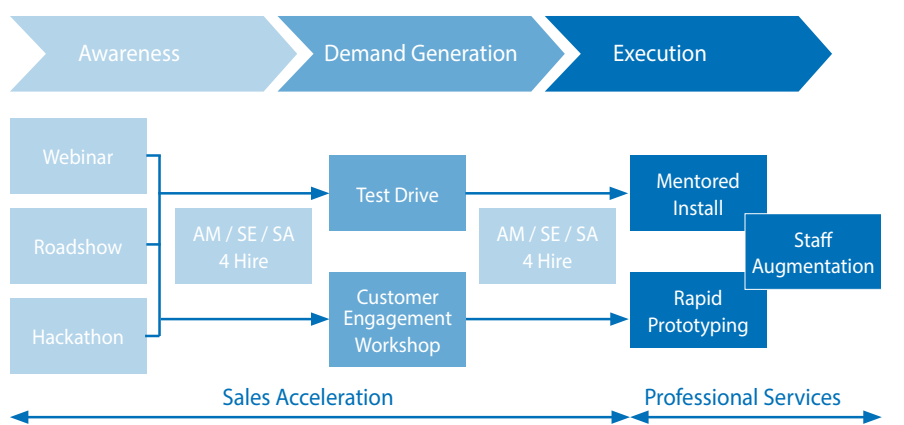 Awareness
Demand Generation
Execution
Webinar
Roadshow
Hackathon
AM / SE / SA
4 Hire
Test Drive
Customer
Engagement
Workshop
AM / SE / SA
4 Hire
Mentored
Install
Rapid
Prototyping
Staff
Augmentation
Sales Acceleration
Professional Services